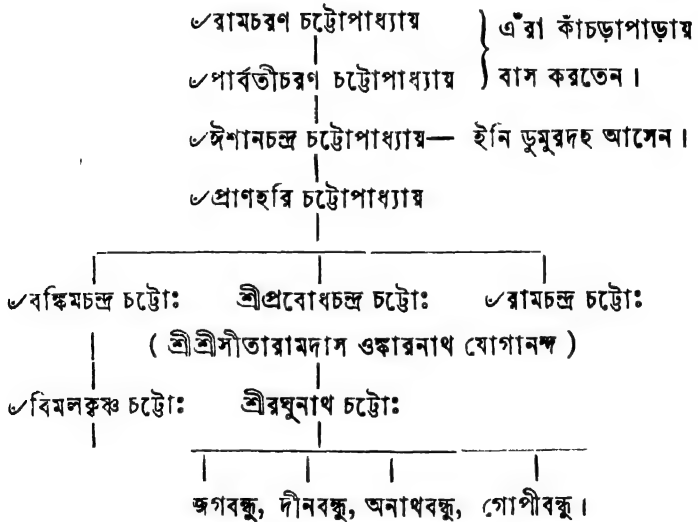 ৺রামচরণ চট্টোপাধ্যায় } এঁরা কাঁচড়াপাড়ায়
৺পার্বতীচরণ চট্টোপাধ্যায় } বাস করতেন।
৺ঈশানচন্দ্র চট্টোপাধ্যায়— ইনি ডুমুরদহ আসেন।
৺প্রাণহরি চট্টোপাধ্যায়
৺বঙ্কিমচন্দ্র চট্টোঃ শ্রীপ্রবোধচন্দ্র চট্টোঃ ৺রামচন্দ্র চট্টোঃ
( শ্রীশ্রীসীতারামদাস ওঙ্কারনাথ যোগানন্দ )
৺বিমলকৃষ্ণ চট্টোঃ শ্রীরঘুনাথ চট্টোঃ
জগবন্ধু, দীনবন্ধু, অনাথবন্ধু, গোপীবন্ধু।